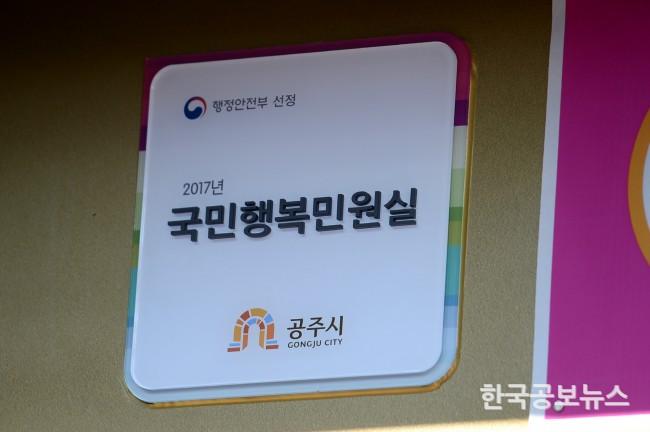 행정안전부 선정
2017년
국민행복민원실
공주시
GONGJU CITY
한국공보뉴스